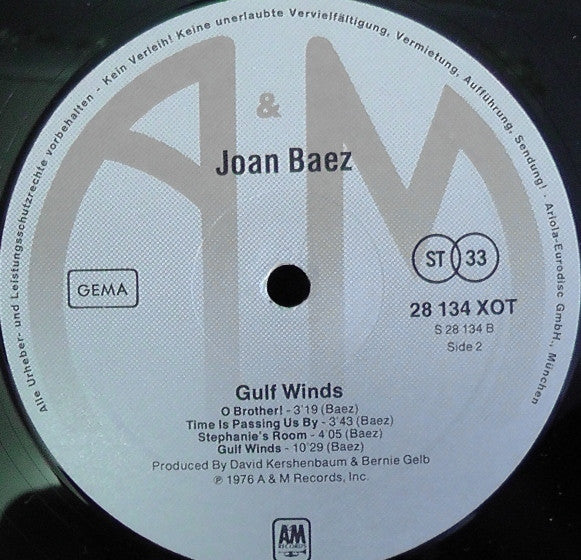 Alle Urheber- und Leistungsschutzrechte vorbehalten - Kein Verleih! Keine unerlaubte Vervielfältigung, Vermietung, Aufführung, Sendung! · Ariola-Eurodisc GmbH., München
&
Joan Baez
GEMA
ST 33
28 134 XOT
S 28 134 B
Side 2
Gulf Winds
O Brother! - 3'19 (Baez)
Time Is Passing Us By - 3'43 (Baez)
Stephanie's Room - 4'05 (Baez)
Gulf Winds - 10'29 (Baez)
Produced By David Kershenbaum & Bernie Gelb
℗ 1976 A & M Records, Inc.
A&M
RECORDS